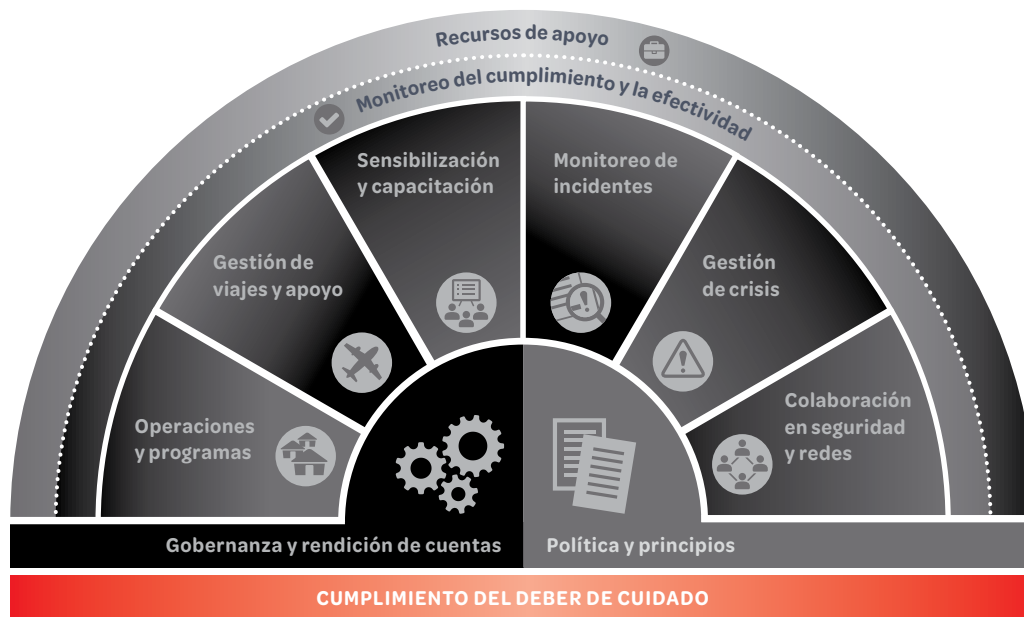 Recursos de apoyo
Monitoreo del cumplimiento y la efectividad
Sensibilización
y capacitación
Monitoreo de
incidentes
Gestión de
viajes y apoyo
Gestión
de crisis
Operaciones
y programas
Colaboración
en seguridad
y redes
Gobernanza y rendición de cuentas
Política y principios
CUMPLIMIENTO DEL DEBER DE CUIDADO